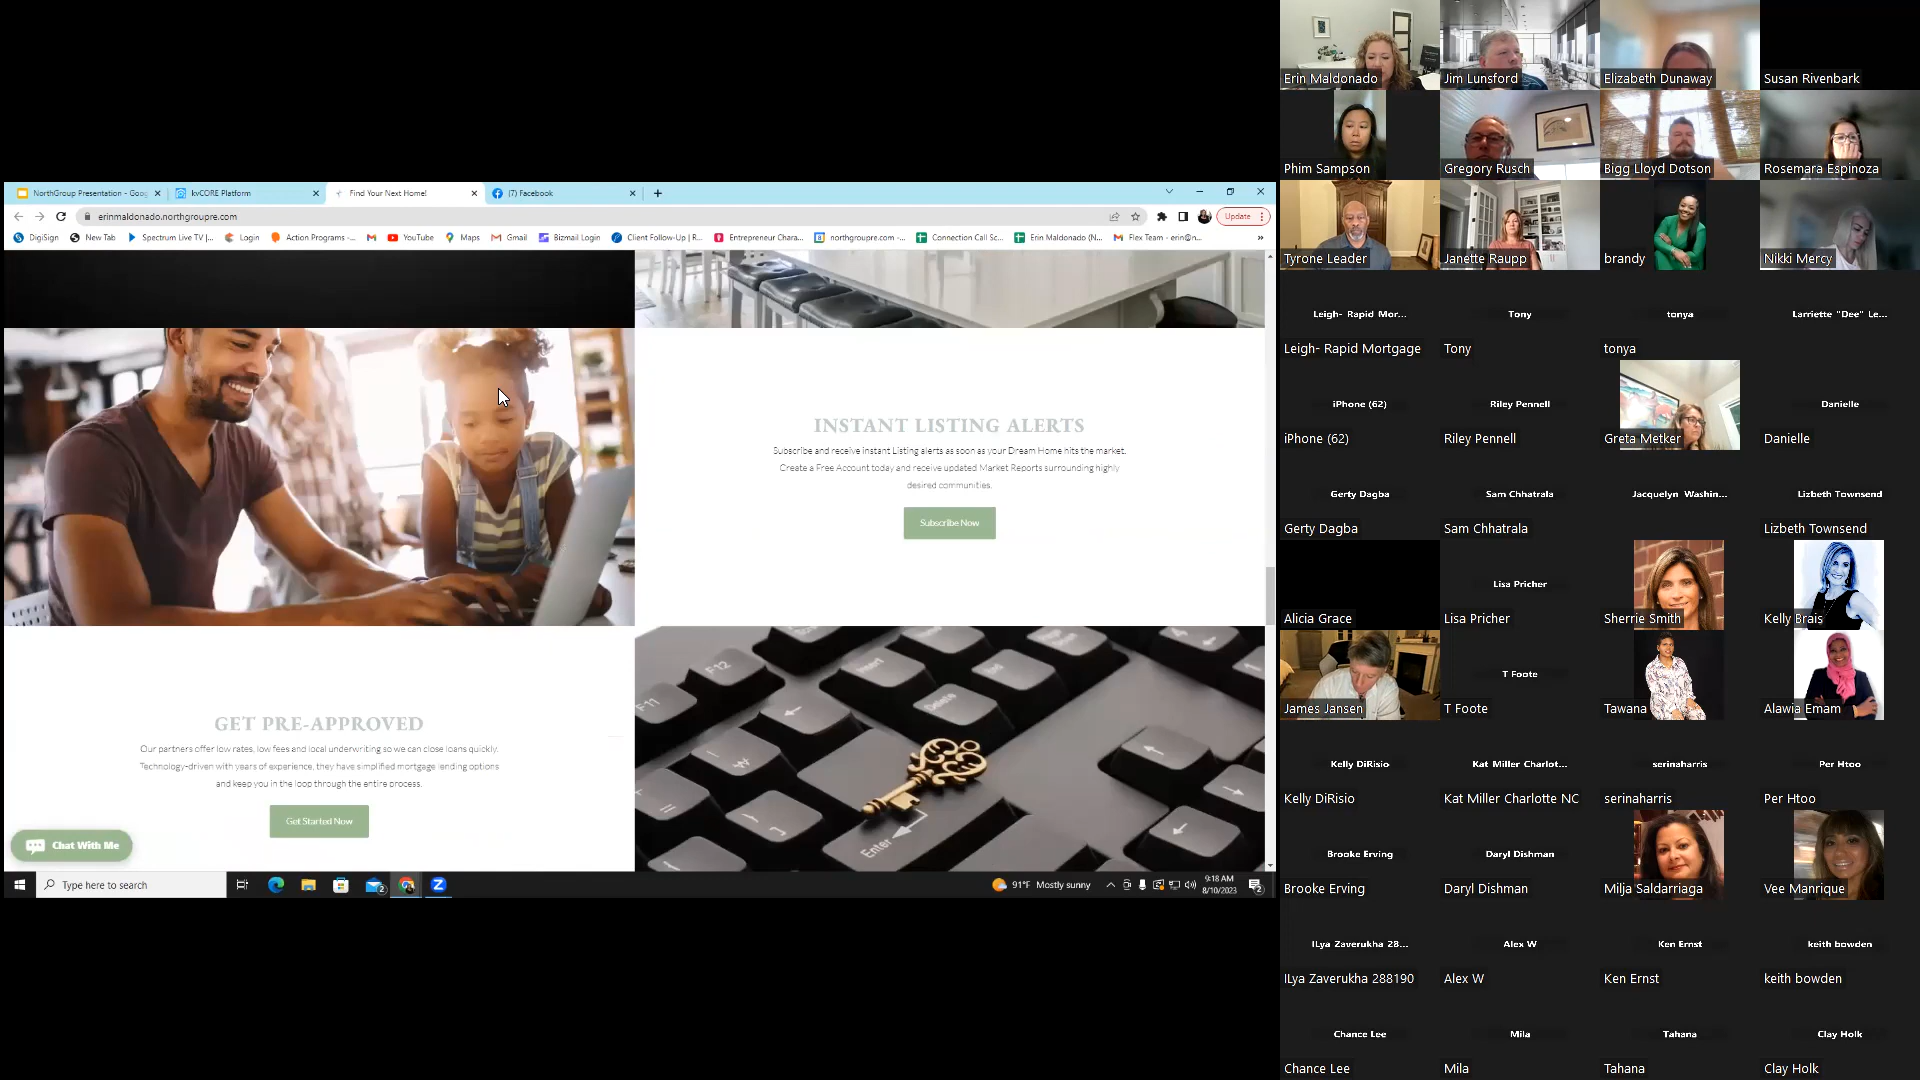 NorthGroup Presentation - Goog
kvCORE Platform
Find Your Next Home!
(7) Facebook
erinmaldonado.northgroupre.com
Update
DigiSign
New Tab
Spectrum Live TV |...
Login
Action Programs -...
YouTube
Maps
Gmail
Bizmail Login
Client Follow-Up | R...
Entrepreneur Chara...
northgroupre.com -...
Connection Call Sc...
Erin Maldonado (N...
Flex Team - erin@n...
»
INSTANT LISTING ALERTS
Subscribe and receive instant Listing alerts as soon as your Dream Home hits the market.
Create a Free Account today and receive updated Market Reports surrounding highly
desired communities.
Subscribe Now
GET PRE-APPROVED
Our partners offer low rates, low fees and local underwriting so we can close loans quickly.
Technology-driven with years of experience, they have simplified mortgage lending options
and keep you in the loop through the entire process.
Get Started Now
Chat With Me
F12
F11
Insert
End
Delete
Enter
Type here to search
91°F Mostly sunny
9:18 AM
8/10/2023
Erin Maldonado
Jim Lunsford
Elizabeth Dunaway
Susan Rivenbark
Phim Sampson
Gregory Rusch
Bigg Lloyd Dotson
Rosemara Espinoza
Tyrone Leader
Janette Raupp
brandy
Nikki Mercy
Leigh- Rapid Mor...
Tony
tonya
Larriette "Dee" Le...
Leigh- Rapid Mortgage
Tony
tonya
iPhone (62)
Riley Pennell
Danielle
iPhone (62)
Riley Pennell
Greta Metker
Danielle
Gerty Dagba
Sam Chhatrala
Jacquelyn Washin...
Lizbeth Townsend
Gerty Dagba
Sam Chhatrala
Lizbeth Townsend
Lisa Pricher
Alicia Grace
Lisa Pricher
Sherrie Smith
Kelly Brais
T Foote
James Jansen
T Foote
Tawana
Alawia Emam
Kelly DiRisio
Kat Miller Charlot...
serinaharris
Per Htoo
Kelly DiRisio
Kat Miller Charlotte NC
serinaharris
Per Htoo
Brooke Erving
Daryl Dishman
Brooke Erving
Daryl Dishman
Milja Saldarriaga
Vee Manrique
ILya Zaverukha 28...
Alex W
Ken Ernst
keith bowden
ILya Zaverukha 288190
Alex W
Ken Ernst
keith bowden
Chance Lee
Mila
Tahana
Clay Holk
Chance Lee
Mila
Tahana
Clay Holk